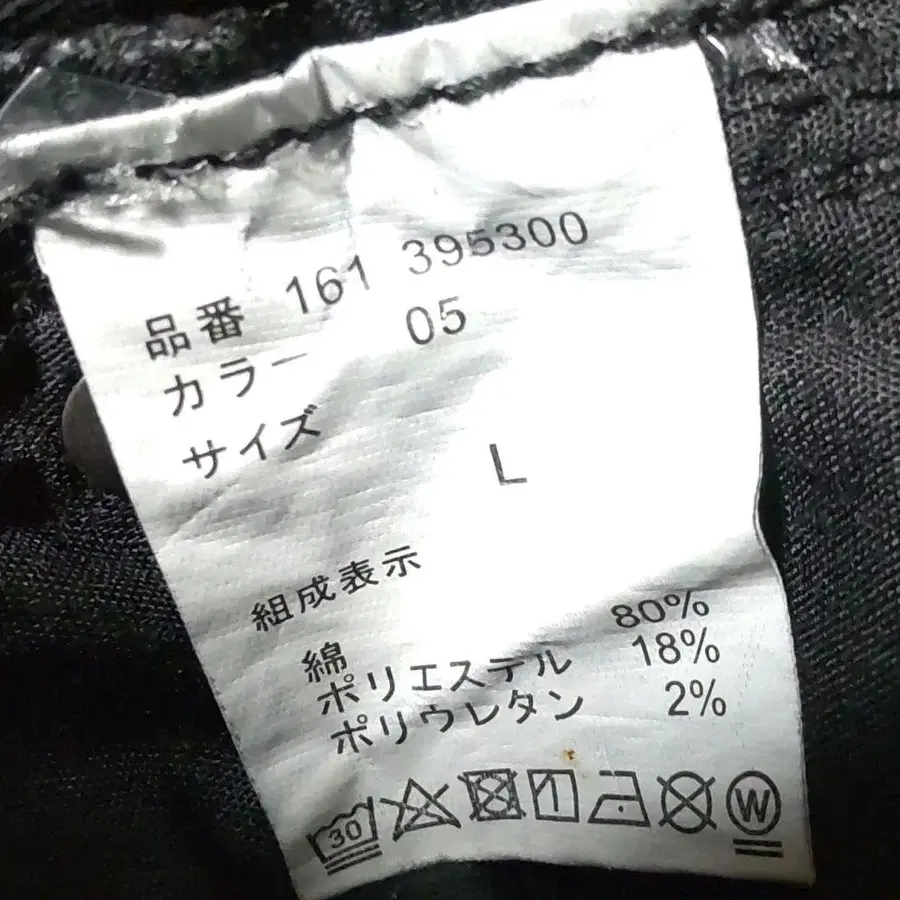 品番 161 395300
カラー 05
サイズ L
組成表示
綿 80%
ポリエステル 18%
ポリウレタン 2%
30 W